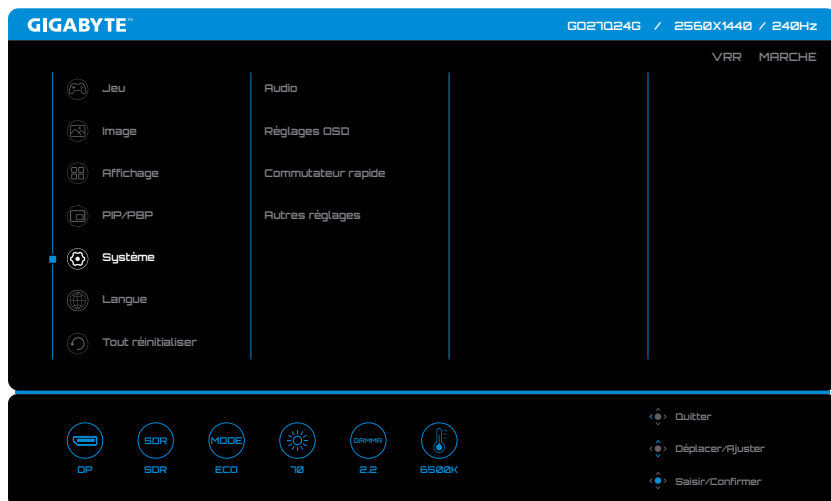 GIGABYTE™
GO27Q24G / 2560X1440 / 240Hz
VRR MARCHE
Jeu
Image
Affichage
PIP/PBP
Système
Langue
Tout réinitialiser
Audio
Réglages OSD
Commutateur rapide
Autres réglages
DP
SDR
SDR
MODE
ECO
70
GAMMA
2.2
6500K
Quitter
Déplacer/Ajuster
Saisir/Confirmer